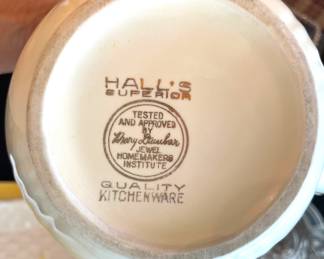 HALL'S
SUPERIOR
TESTED
AND APPROVED
BY
Mary Dunbar
JEWEL
HOMEMAKERS
INSTITUTE
QUALITY
KITCHENWARE